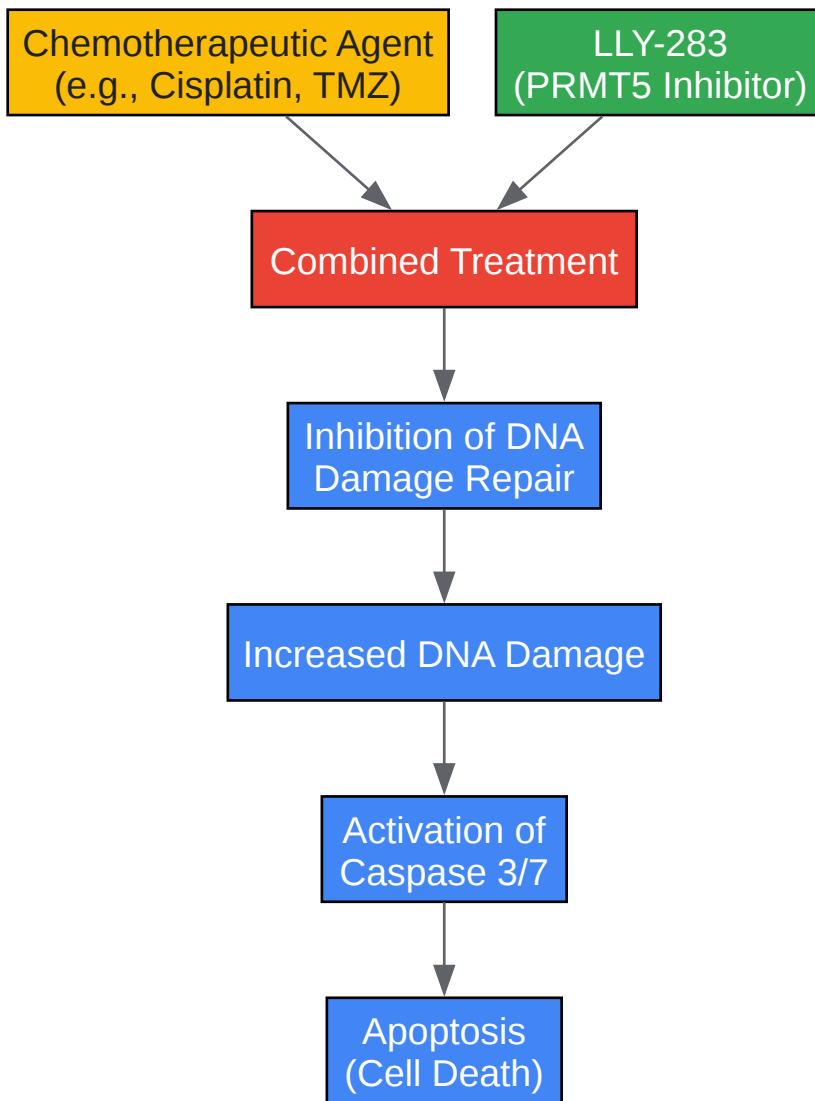 Chemotherapeutic Agent
(e.g., Cisplatin, TMZ)
LLY-283
(PRMT5 Inhibitor)
Combined Treatment
Inhibition of DNA
Damage Repair
Increased DNA Damage
Activation of
Caspase 3/7
Apoptosis
(Cell Death)